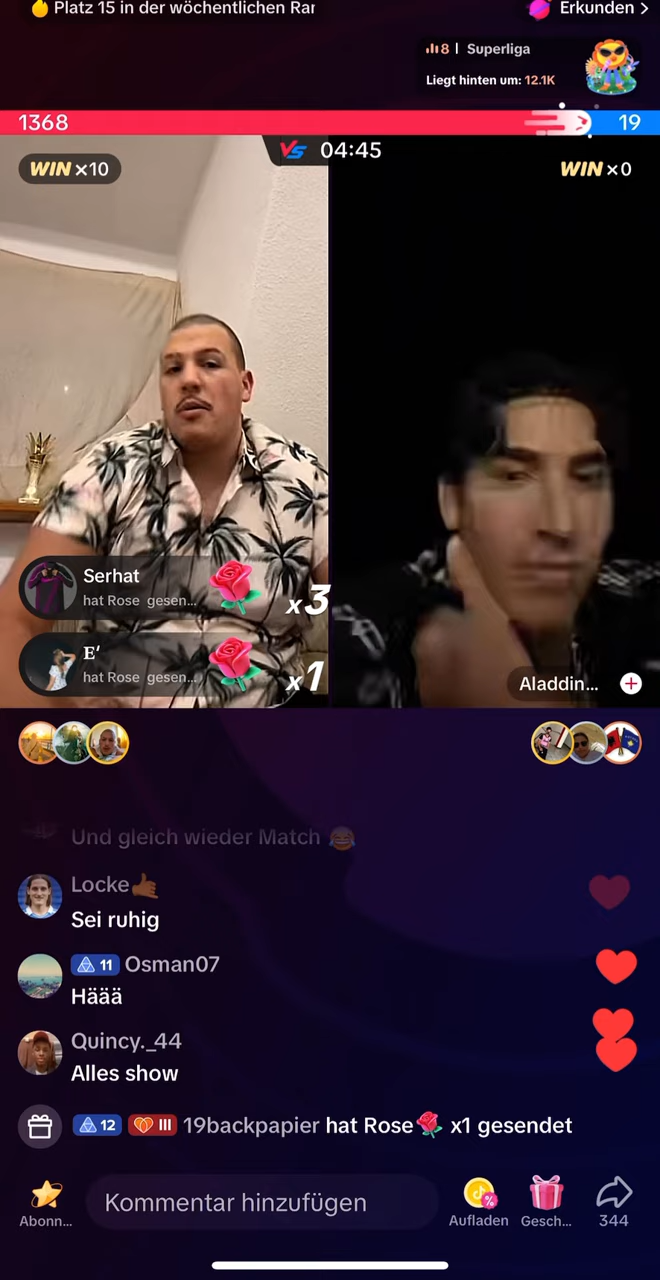 Platz 15 in der wöchentlichen Rar
Erkunden >
8 | Superliga
Liegt hinten um: 12.1K
1368
19
VS 04:45
WIN x10
WIN x0
Serhat
hat Rose gesen...
x3
E'
hat Rose gesen...
x1
Aladdin...
Und gleich wieder Match 😂
Locke🤙🏾
Sei ruhig
11 Osman07
Häää
Quincy._44
Alles show
12 III 19backpapier hat Rose🌹 x1 gesendet
Kommentar hinzufügen
Abonn...
Aufladen
Gesch...
344